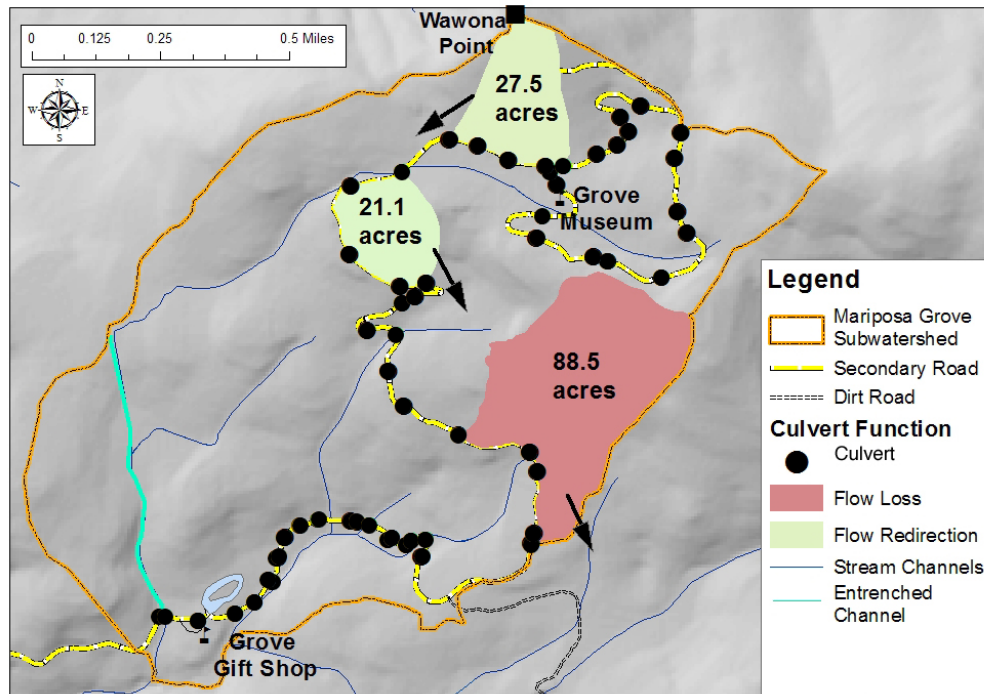 Wawona
Point
0 0.125 0.25 0.5 Miles
N
W E
S
27.5
acres
Grove
Museum
21.1
acres
88.5
acres
Grove
Gift Shop
Legend
Mariposa Grove
Subwatershed
Secondary Road
Dirt Road
Culvert Function
Culvert
Flow Loss
Flow Redirection
Stream Channels
Entrenched
Channel